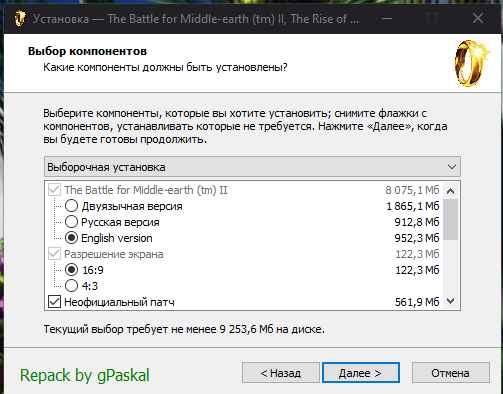 Установка — The Battle for Middle-earth (tm) II, The Rise of ...
Выбор компонентов
Какие компоненты должны быть установлены?
Выберите компоненты, которые вы хотите установить; снимите флажки с
компонентов, устанавливать которые не требуется. Нажмите «Далее», когда
вы будете готовы продолжить.
Выборочная установка
The Battle for Middle-earth (tm) II 8 075,1 Мб
Двуязычная версия 1 865,1 Мб
Русская версия 912,8 Мб
English version 952,3 Мб
Разрешение экрана 122,3 Мб
16:9 122,3 Мб
4:3
Неофициальный патч 561,9 Мб
Текущий выбор требует не менее 9 253,6 Мб на диске.
Repack by gPaskal
< Назад Далее > Отмена